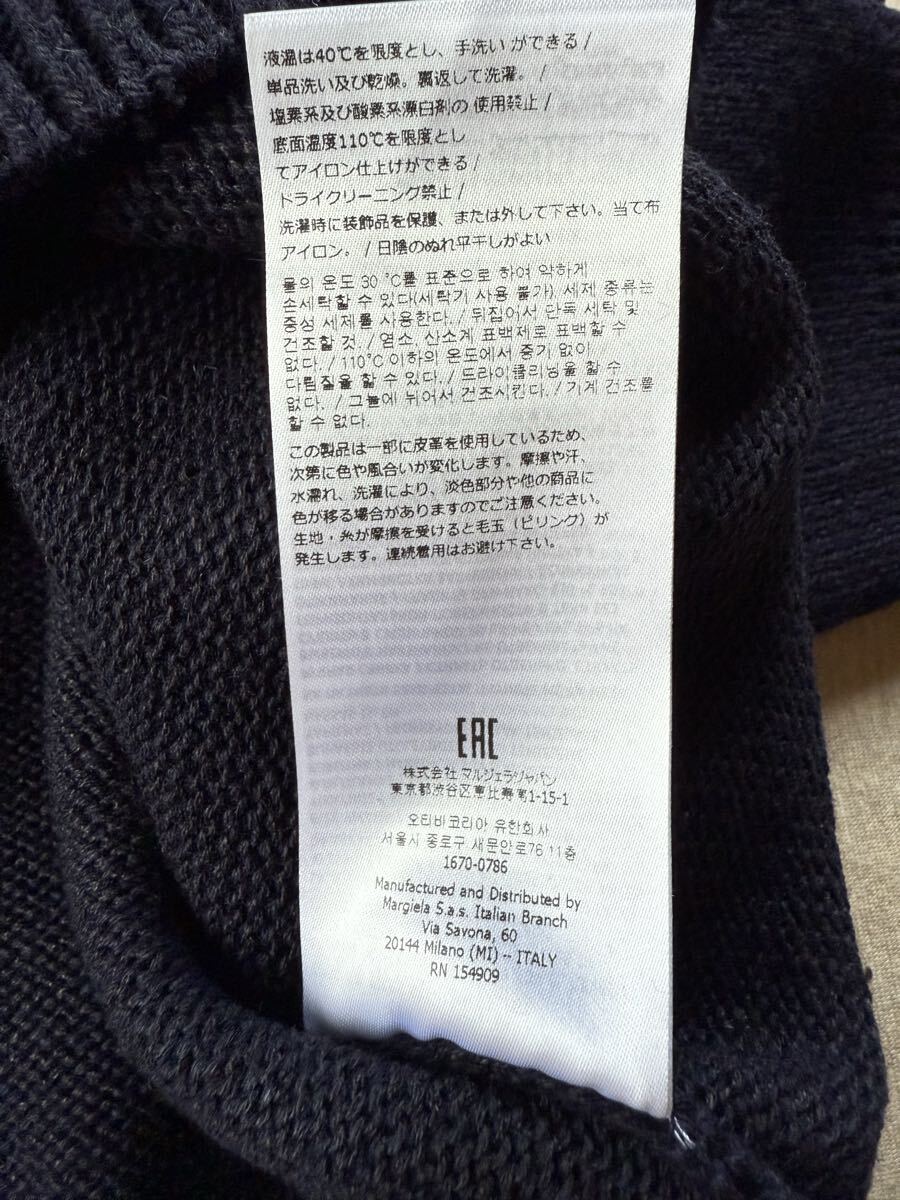 液温は40℃を限度とし、手洗い ができる /
単品洗い及び乾燥。裏返して洗濯。 /
塩素系及び酸素系漂白剤の 使用禁止 /
底面温度110℃を限度とし
てアイロン仕上げができる /
ドライクリーニング禁止 /
洗濯時に装飾品を保護、または外して下さい。当て布
アイロン。 / 日陰のぬれ平干しがよい
물의 온도 30 ℃를 표준으로 하여 약하게
손세탁할 수 있다(세탁기 사용 불가) 세제 종류는
중성 세제를 사용한다. / 뒤집어서 단독 세탁 및
건조할 것. / 염소, 산소계 표백제로 표백할 수
없다. / 110℃ 이하의 온도에서 증기 없이
다림질을 할 수 있다. / 드라이클리닝을 할 수
없다. / 그늘에 뉘어서 건조시킨다. / 기계 건조를
할 수 없다.
この製品は一部に皮革を使用しているため、
次第に色や風合いが変化します。摩擦や汗、
水濡れ、洗濯により、淡色部分や他の商品に
色が移る場合がありますのでご注意ください。
生地・糸が摩擦を受けると毛玉（ピリング）が
発生します。連続着用はお避け下さい。
EAC
株式会社 マルジェラジャパン
東京都渋谷区恵比寿南1-15-1
오티비코리아 유한회사
서울시 종로구 새문안로76 11층
1670-0786
Manufactured and Distributed by
Margiela S.a.s. Italian Branch
Via Savona, 60
20144 Milano (MI) -- ITALY
RN 154909